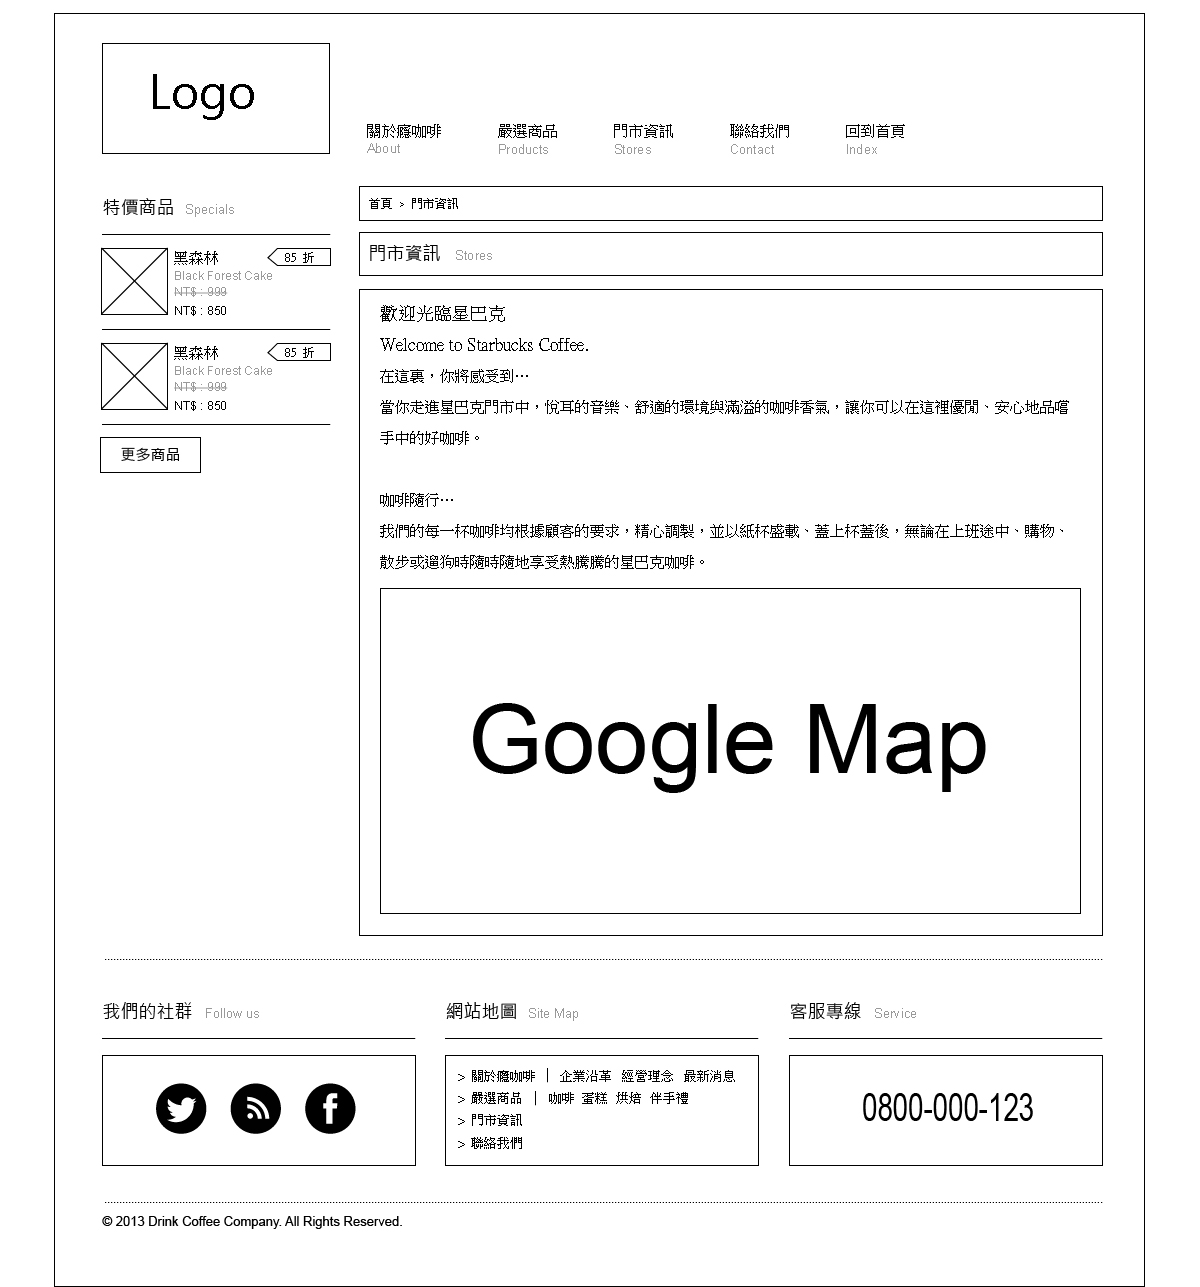 Logo
關於癮咖啡 嚴選商品 門市資訊 聯絡我們 回到首頁
About Products Stores Contact Index
特價商品 Specials
黑森林 85 折
Black Forest Cake
NT$ : 999
NT$ : 850
黑森林 85 折
Black Forest Cake
NT$ : 999
NT$ : 850
更多商品
首頁 > 門市資訊
門市資訊 Stores
歡迎光臨星巴克
Welcome to Starbucks Coffee.
在這裏，你將感受到…
當你走進星巴克門市中，悅耳的音樂、舒適的環境與滿溢的咖啡香氣，讓你可以在這裡優閒、安心地品嚐
手中的好咖啡。
咖啡隨行…
我們的每一杯咖啡均根據顧客的要求，精心調製，並以紙杯盛載、蓋上杯蓋後，無論在上班途中、購物、
散步或遛狗時隨時隨地享受熱騰騰的星巴克咖啡。
Google Map
我們的社群 Follow us
網站地圖 Site Map
> 關於癮咖啡 | 企業沿革 經營理念 最新消息
> 嚴選商品 | 咖啡 蛋糕 烘焙 伴手禮
> 門市資訊
> 聯絡我們
客服專線 Service
0800-000-123
© 2013 Drink Coffee Company. All Rights Reserved.